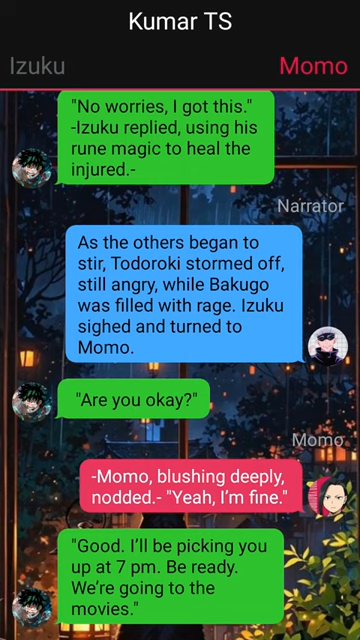 Kumar TS
Izuku
Momo
"No worries, I got this."
-Izuku replied, using his
rune magic to heal the
injured.-
Narrator
As the others began to
stir, Todoroki stormed off,
still angry, while Bakugo
was filled with rage. Izuku
sighed and turned to
Momo.
"Are you okay?"
Momo
-Momo, blushing deeply,
nodded.- "Yeah, I'm fine."
"Good. I'll be picking you
up at 7 pm. Be ready.
We're going to the
movies."